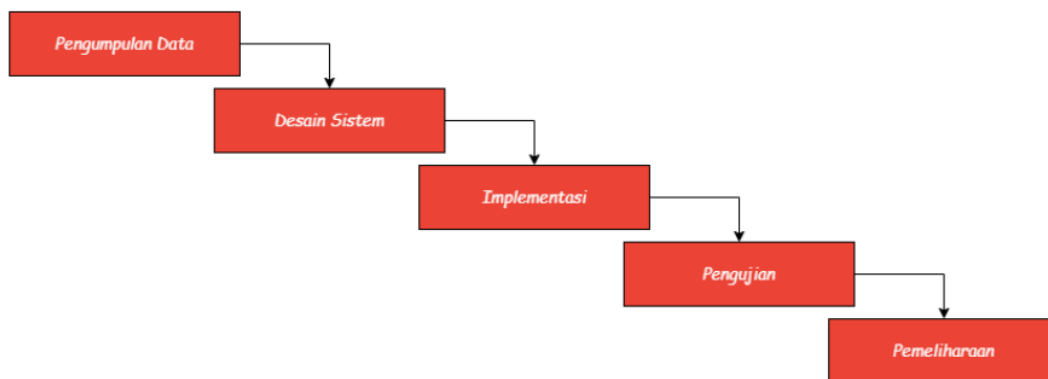 Pengumpulan Data
Desain Sistem
Implementasi
Pengujian
Pemeliharaan